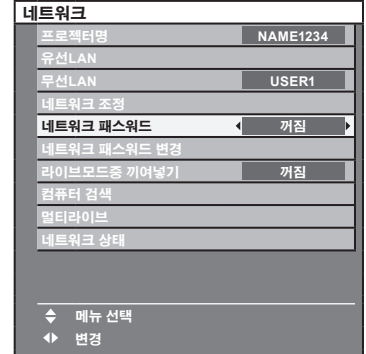 네트워크
프로젝터명 NAME1234
유선LAN
무선LAN USER1
네트워크 조정
네트워크 패스워드 꺼짐
네트워크 패스워드 변경
라이브모드중 끼여넣기 꺼짐
컴퓨터 검색
멀티라이브
네트워크 상태
메뉴 선택
변경